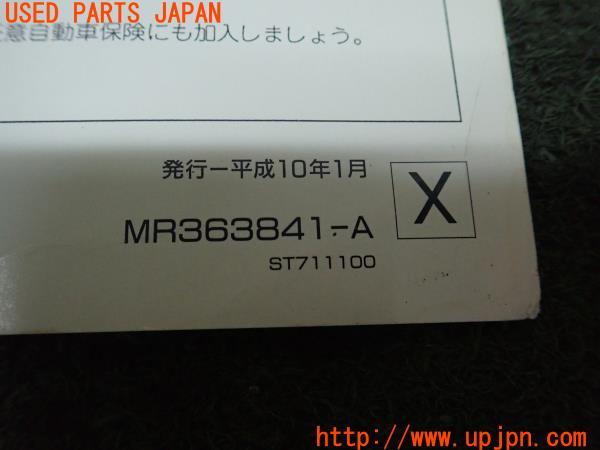 USED PARTS JAPAN
意自動車保険にも加入しましょう。
発行ー平成10年1月
X
MR363841-A
ST711100
http://www.upjpn.com